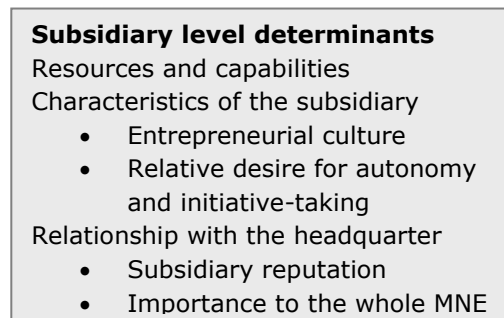 Subsidiary level determinants
Resources and capabilities
Characteristics of the subsidiary
• Entrepreneurial culture
• Relative desire for autonomy
and initiative-taking
Relationship with the headquarter
• Subsidiary reputation
• Importance to the whole MNE